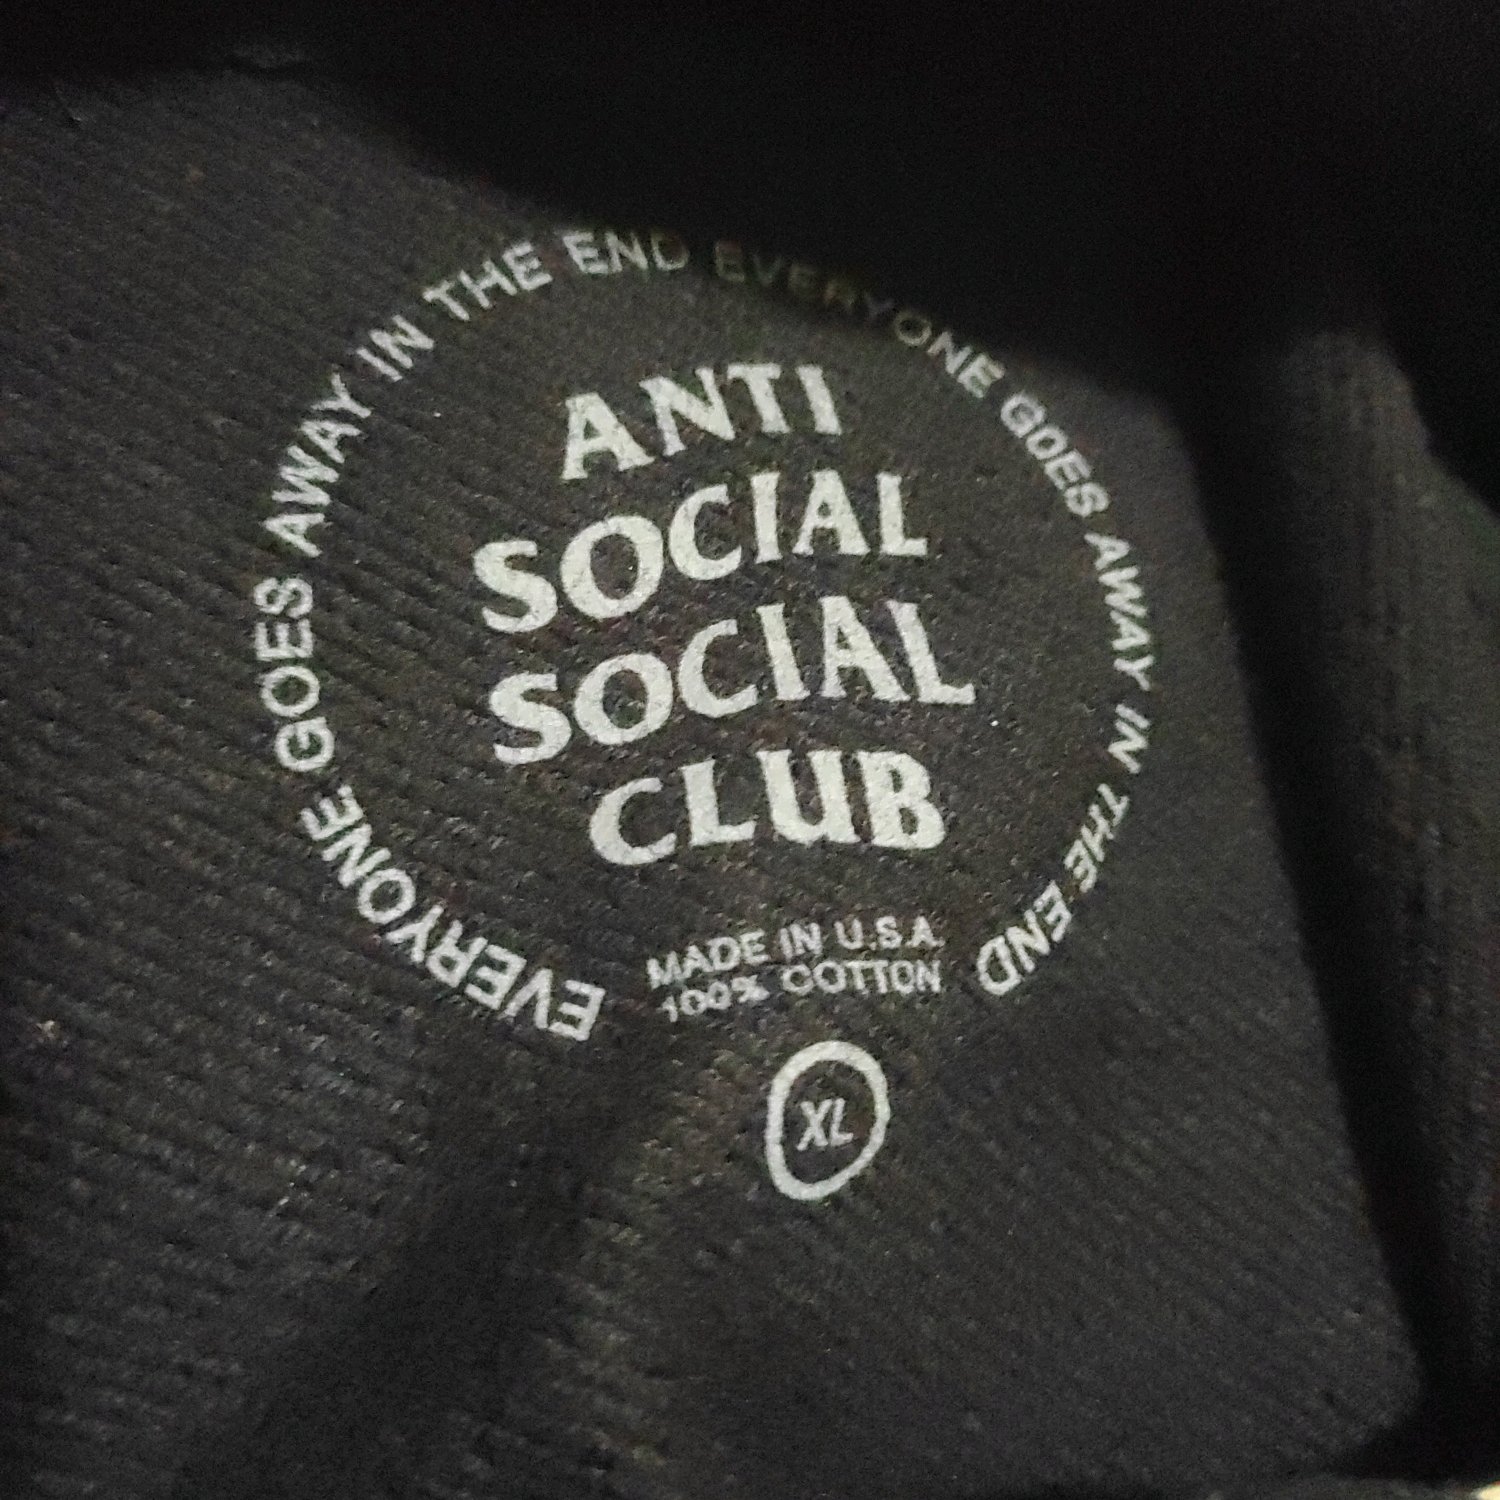 EVERYONE GOES AWAY IN THE END EVERYONE GOES AWAY IN THE END
ANTI
SOCIAL
SOCIAL
CLUB
MADE IN U.S.A.
100% COTTON
XL